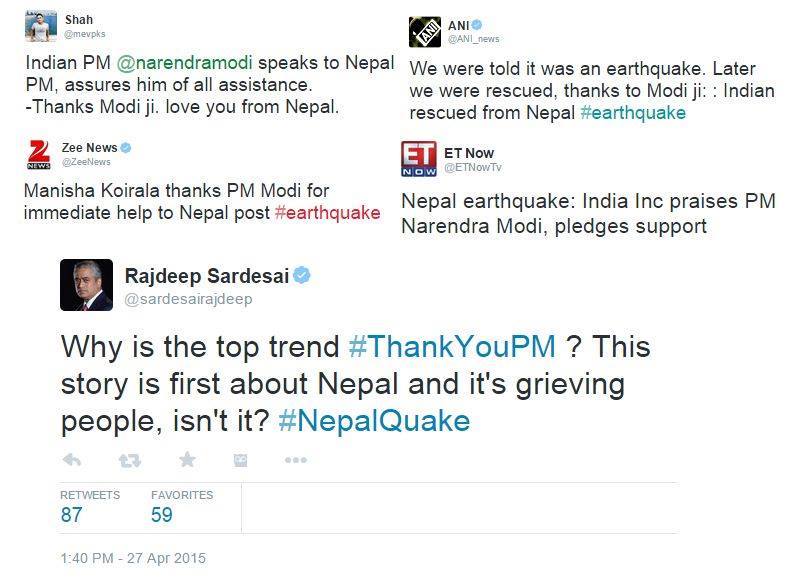 Shah
@mevpks
Indian PM @narendramodi speaks to Nepal
PM, assures him of all assistance.
-Thanks Modi ji. love you from Nepal.
ANI
@ANI_news
We were told it was an earthquake. Later
we were rescued, thanks to Modi ji: : Indian
rescued from Nepal #earthquake
Zee News
@ZeeNews
Manisha Koirala thanks PM Modi for
immediate help to Nepal post #earthquake
ET Now
@ETNowTv
Nepal earthquake: India Inc praises PM
Narendra Modi, pledges support
Rajdeep Sardesai
@sardesairajdeep
Why is the top trend #ThankYouPM ? This
story is first about Nepal and it's grieving
people, isn't it? #NepalQuake
RETWEETS FAVORITES
87 59
1:40 PM - 27 Apr 2015
ANI
Z
NEWS
ET
NOW